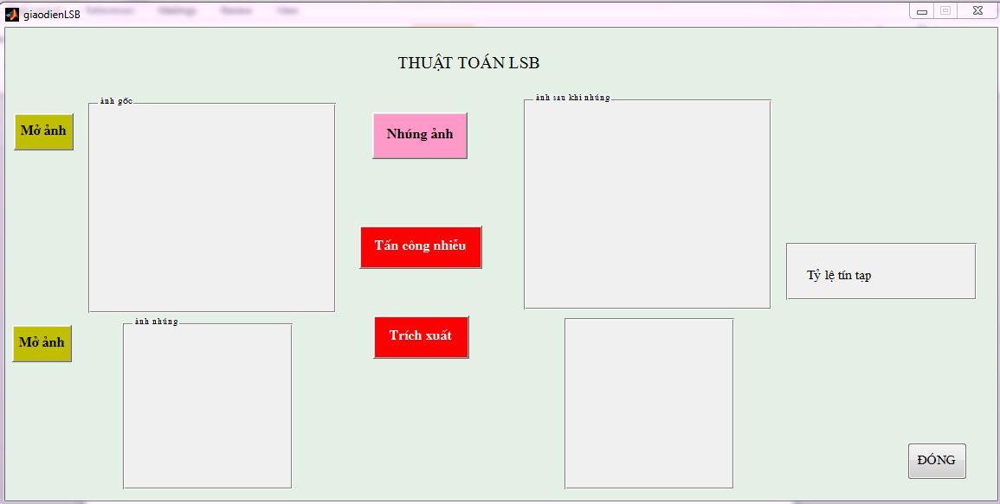 giaodienLSB
THUẬT TOÁN LSB
ảnh gốc
ảnh sau khi nhúng
Mở ảnh
Nhúng ảnh
Tấn công nhiễu
Tỷ lệ tín tạp
ảnh nhúng
Mở ảnh
Trích xuất
ĐÓNG